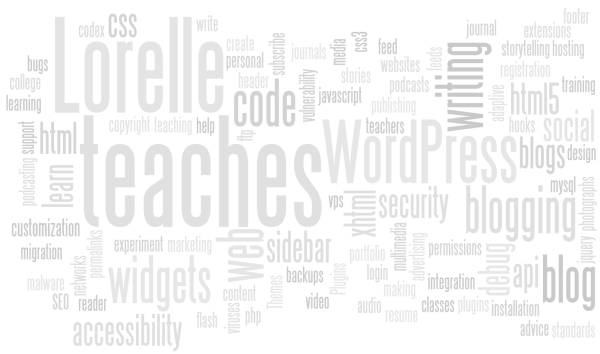 footer
codex
CSS
write
journal
extensions
Lorelle
create
subscribe
journals
media
css3
feed
feeds
writing
storytelling
hosting
bugs
personal
websites
registration
college
header
vulnerability
stories
podcasts
adaptive
html5
training
learning
code
javascript
publishing
podcasting
support
html
copyright
teaching
help
ftp
teachers
hooks
social
teaches
WordPress
blogs
design
learn
mysql
vps
xhtml
security
blogging
jquery
photographs
customization
permalinks
experiment
marketing
web
sidebar
multimedia
advertising
permissions
migration
portfolio
debug
networks
widgets
backups
Plugins
login
integration
api
blog
malware
content
Themes
making
SEO
reader
viruses
php
video
audio
classes
plugins
installation
accessibility
flash
resume
advice
standards